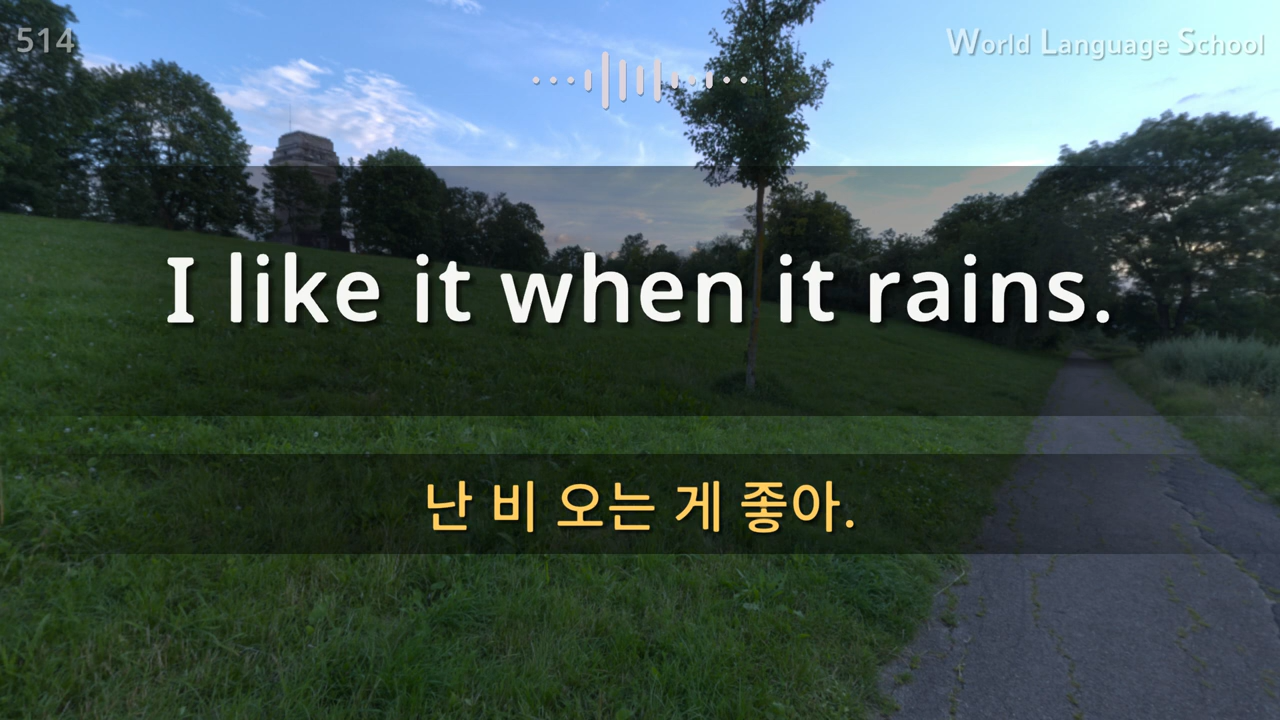 514
World Language School
I like it when it rains.
난 비 오는 게 좋아.